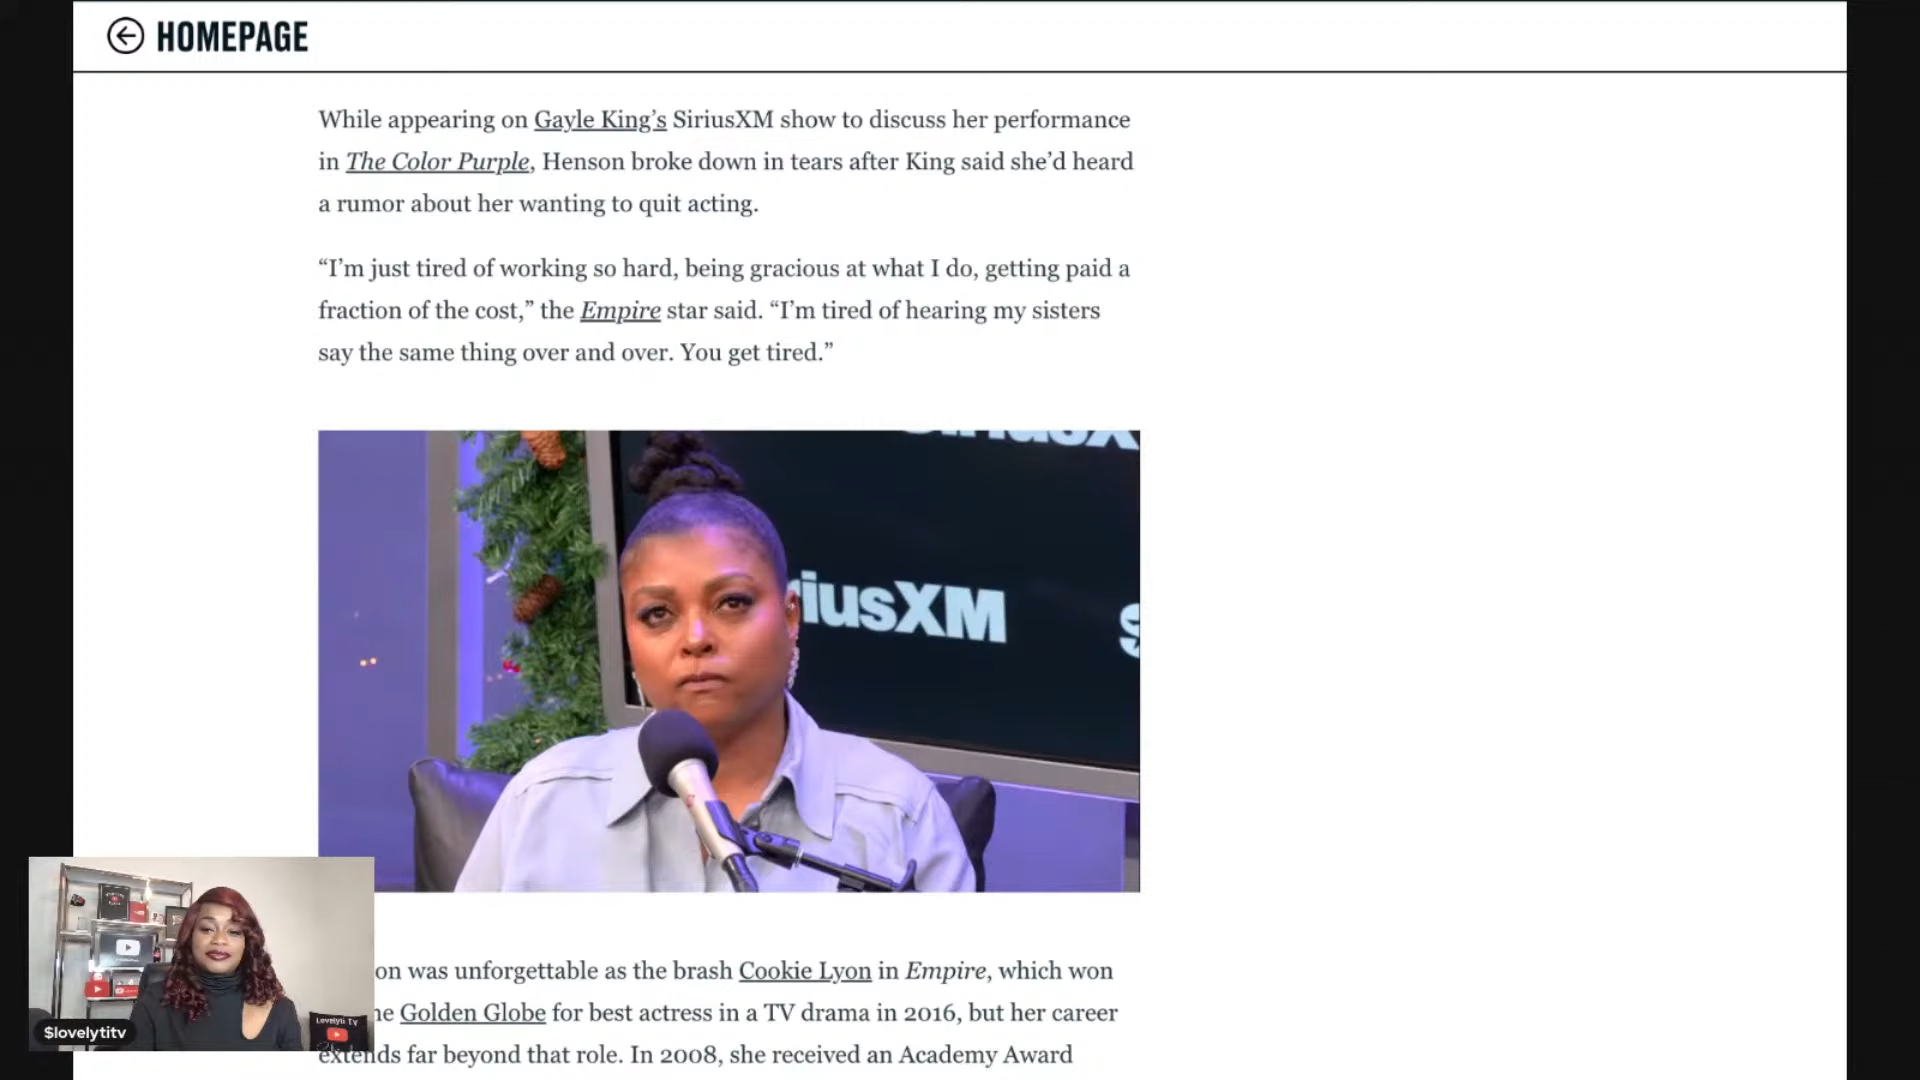 HOMEPAGE
While appearing on Gayle King’s SiriusXM show to discuss her performance
in The Color Purple, Henson broke down in tears after King said she’d heard
a rumor about her wanting to quit acting.
“I’m just tired of working so hard, being gracious at what I do, getting paid a
fraction of the cost,” the Empire star said. “I’m tired of hearing my sisters
say the same thing over and over. You get tired.”
SiriusX
riusXM
S
on was unforgettable as the brash Cookie Lyon in Empire, which won
he Golden Globe for best actress in a TV drama in 2016, but her career
extends far beyond that role. In 2008, she received an Academy Award
Lovelyti TV
$lovelytitv